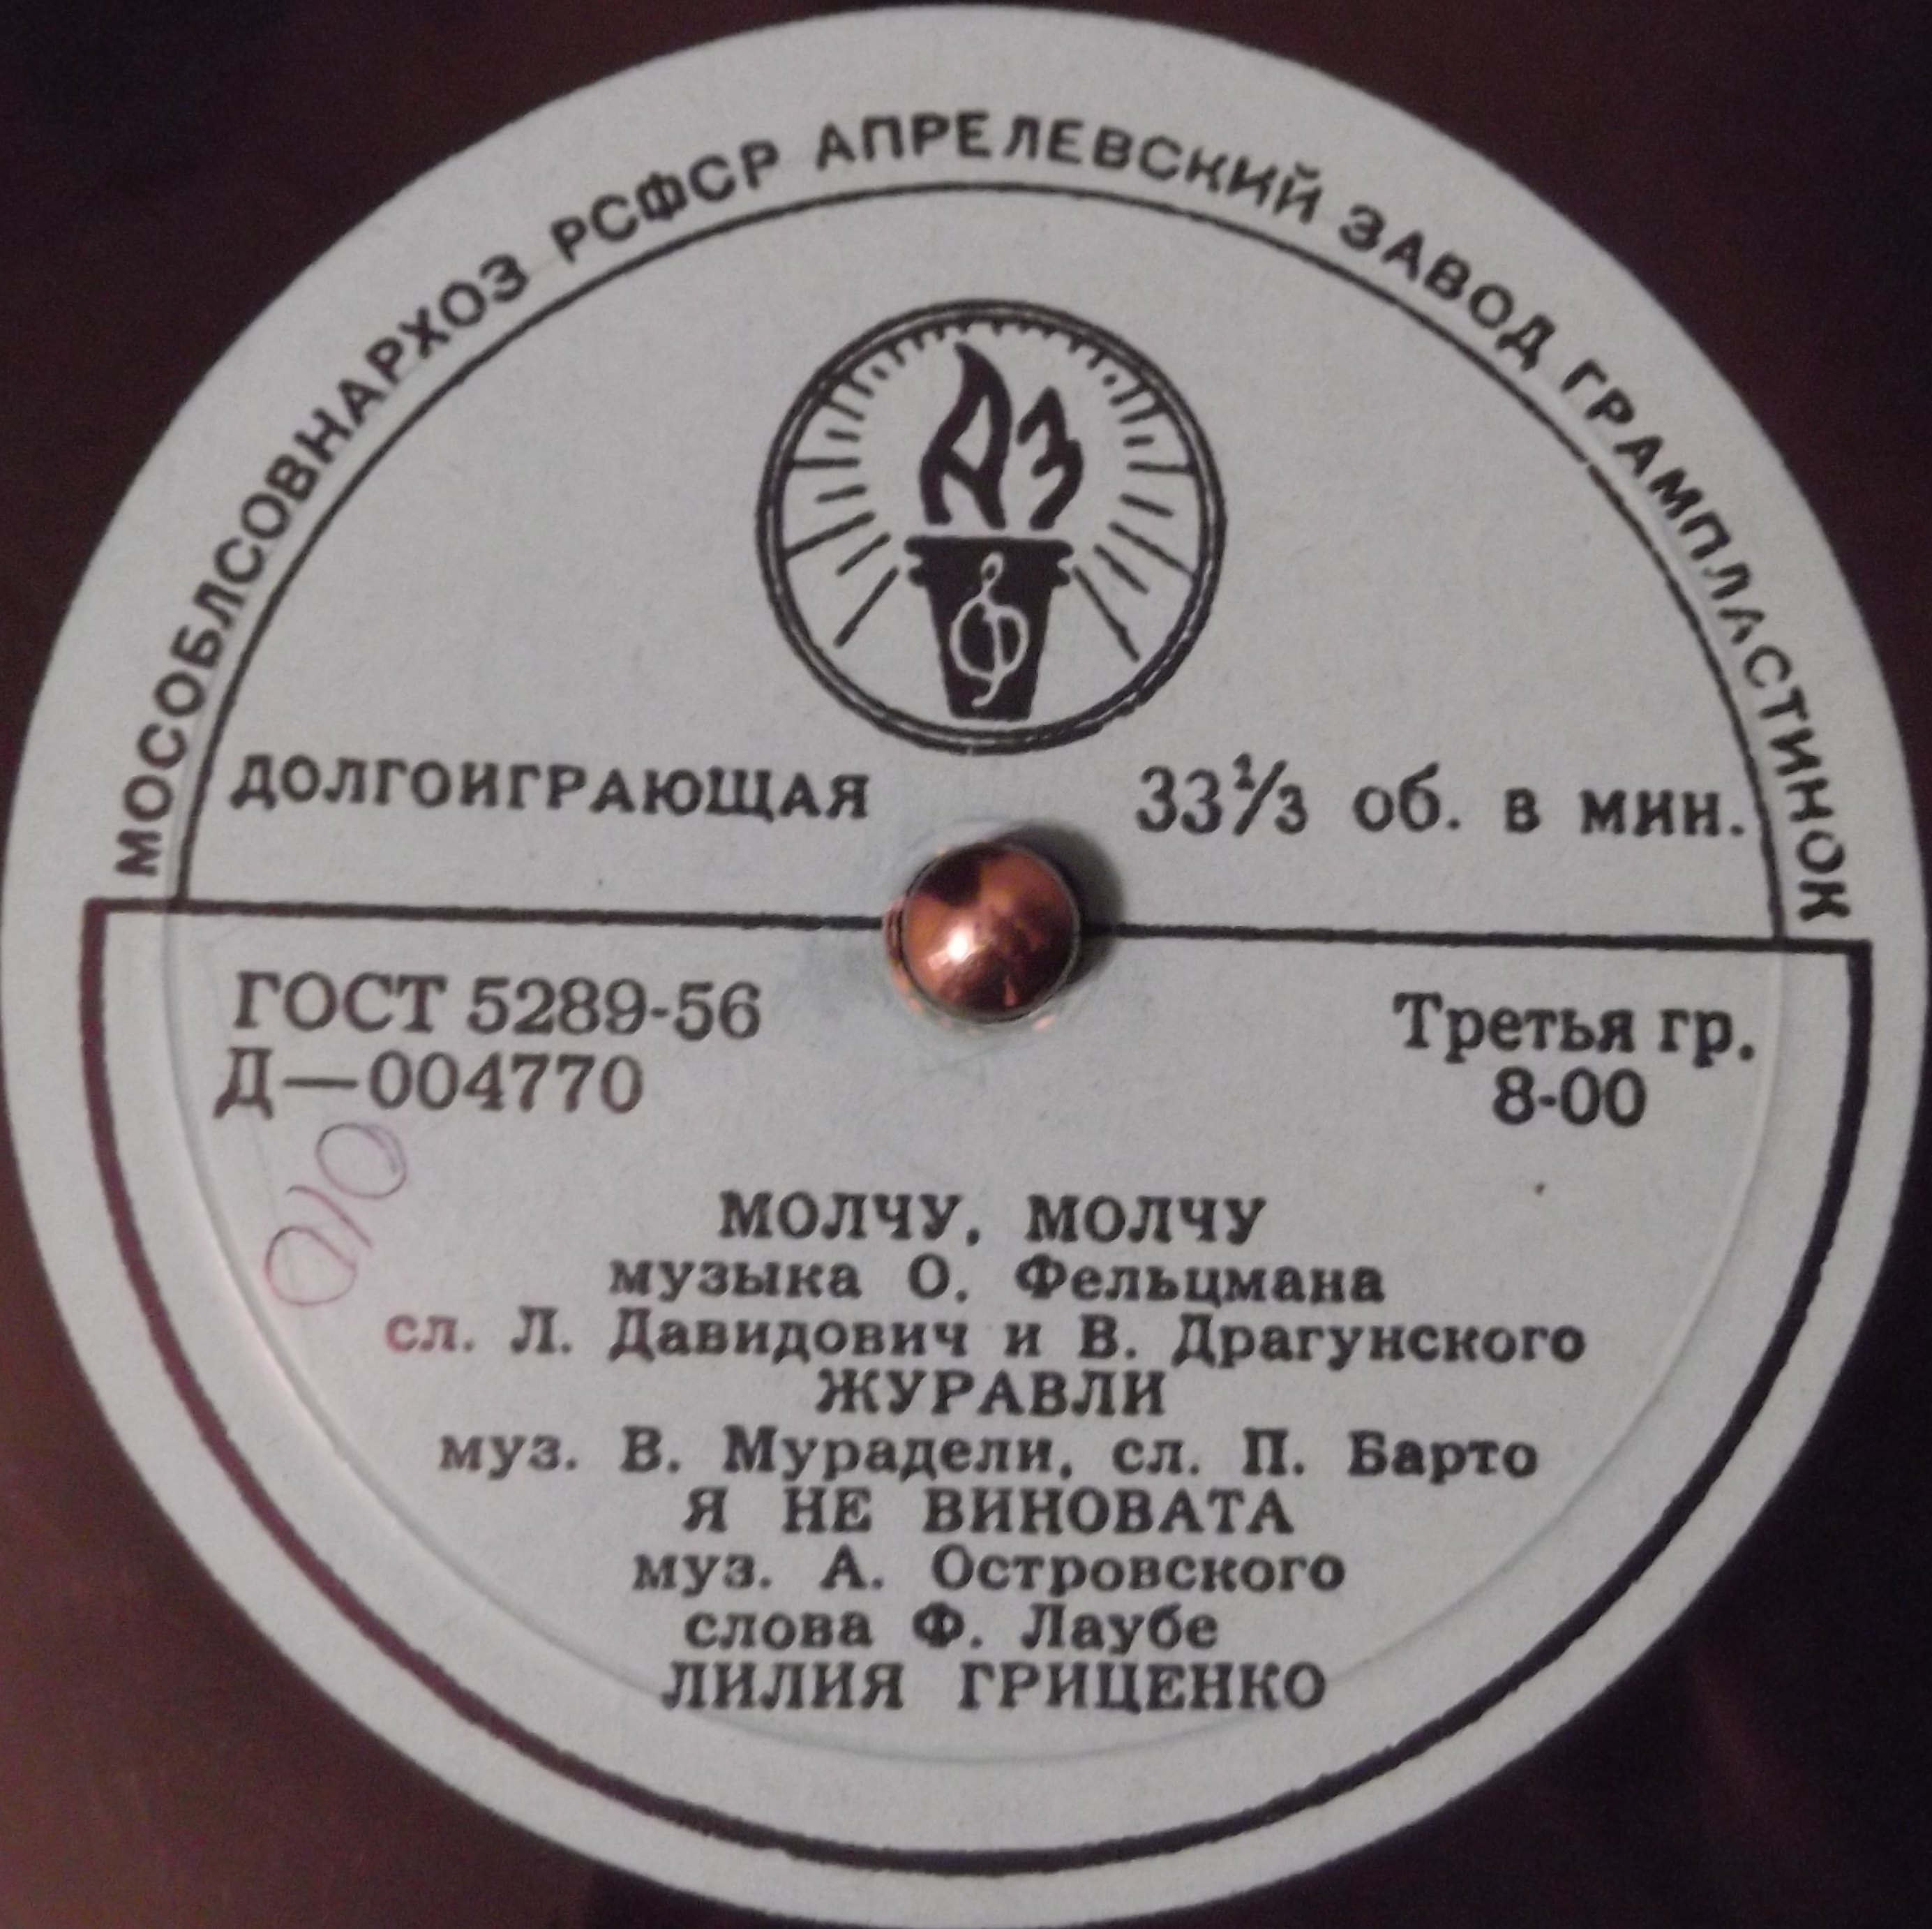 МОСОБЛСОВНАРХОЗ РСФСР АПРЕЛЕВСКИЙ ЗАВОД ГРАМПЛАСТИНОК
АЗ
Ф
ДОЛГОИГРАЮЩАЯ 33⅓ об. в мин.
ГОСТ 5289-56 Третья гр.
Д—004770 8-00
МОЛЧУ, МОЛЧУ
музыка О. Фельцмана
сл. Л. Давидович и В. Драгунского
ЖУРАВЛИ
муз. В. Мурадели, сл. П. Барто
Я НЕ ВИНОВАТА
муз. А. Островского
слова Ф. Лаубе
ЛИЛИЯ ГРИЦЕНКО